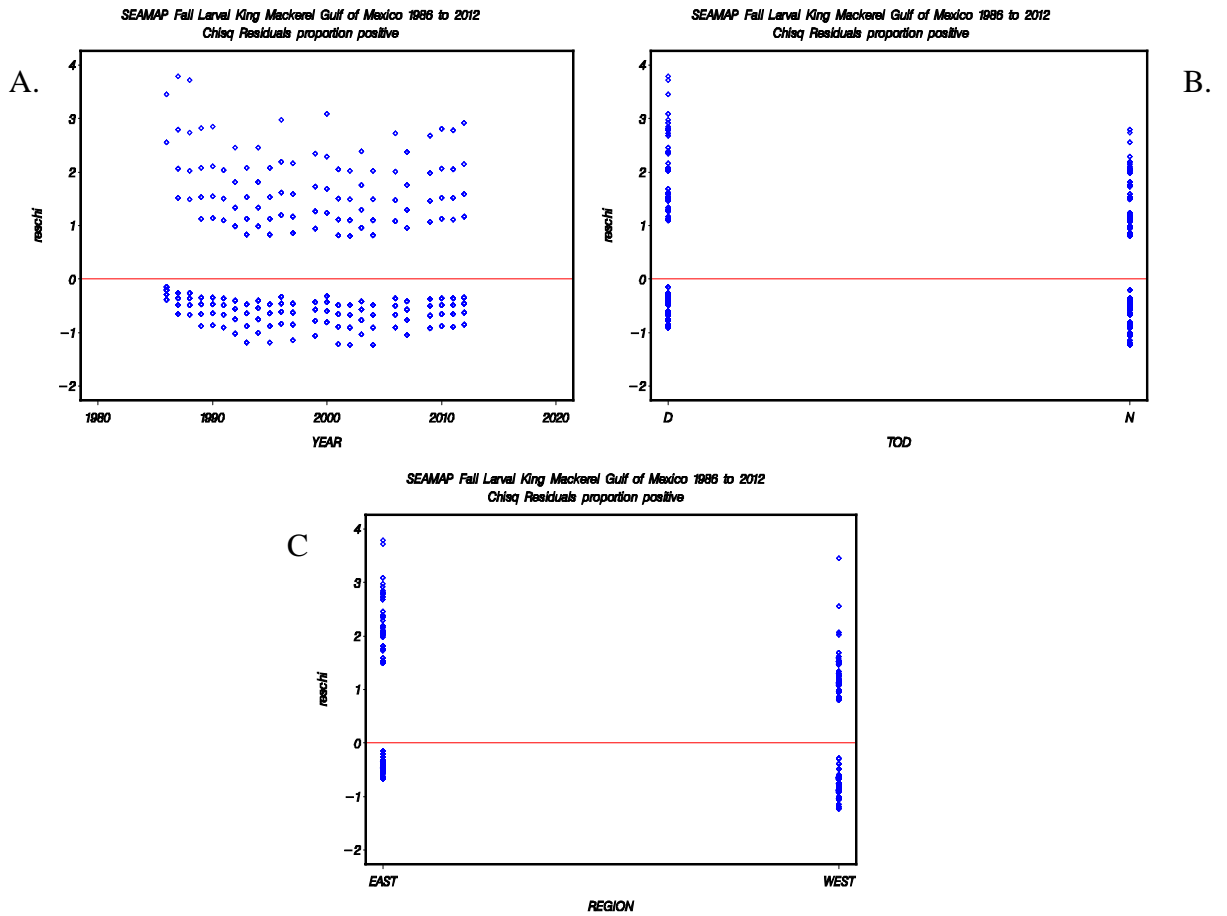 SEAMAP Fall Larval King Mackerel Gulf of Mexico 1986 to 2012
Chisq Residuals proportion positive
A.
4
3
2
1
0
−1
−2
reschi
1980 1990 2000 2010 2020
YEAR
SEAMAP Fall Larval King Mackerel Gulf of Mexico 1986 to 2012
Chisq Residuals proportion positive
B.
4
3
2
1
0
−1
−2
reschi
D N
TOD
SEAMAP Fall Larval King Mackerel Gulf of Mexico 1986 to 2012
Chisq Residuals proportion positive
C
4
3
2
1
0
−1
−2
reschi
EAST WEST
REGION